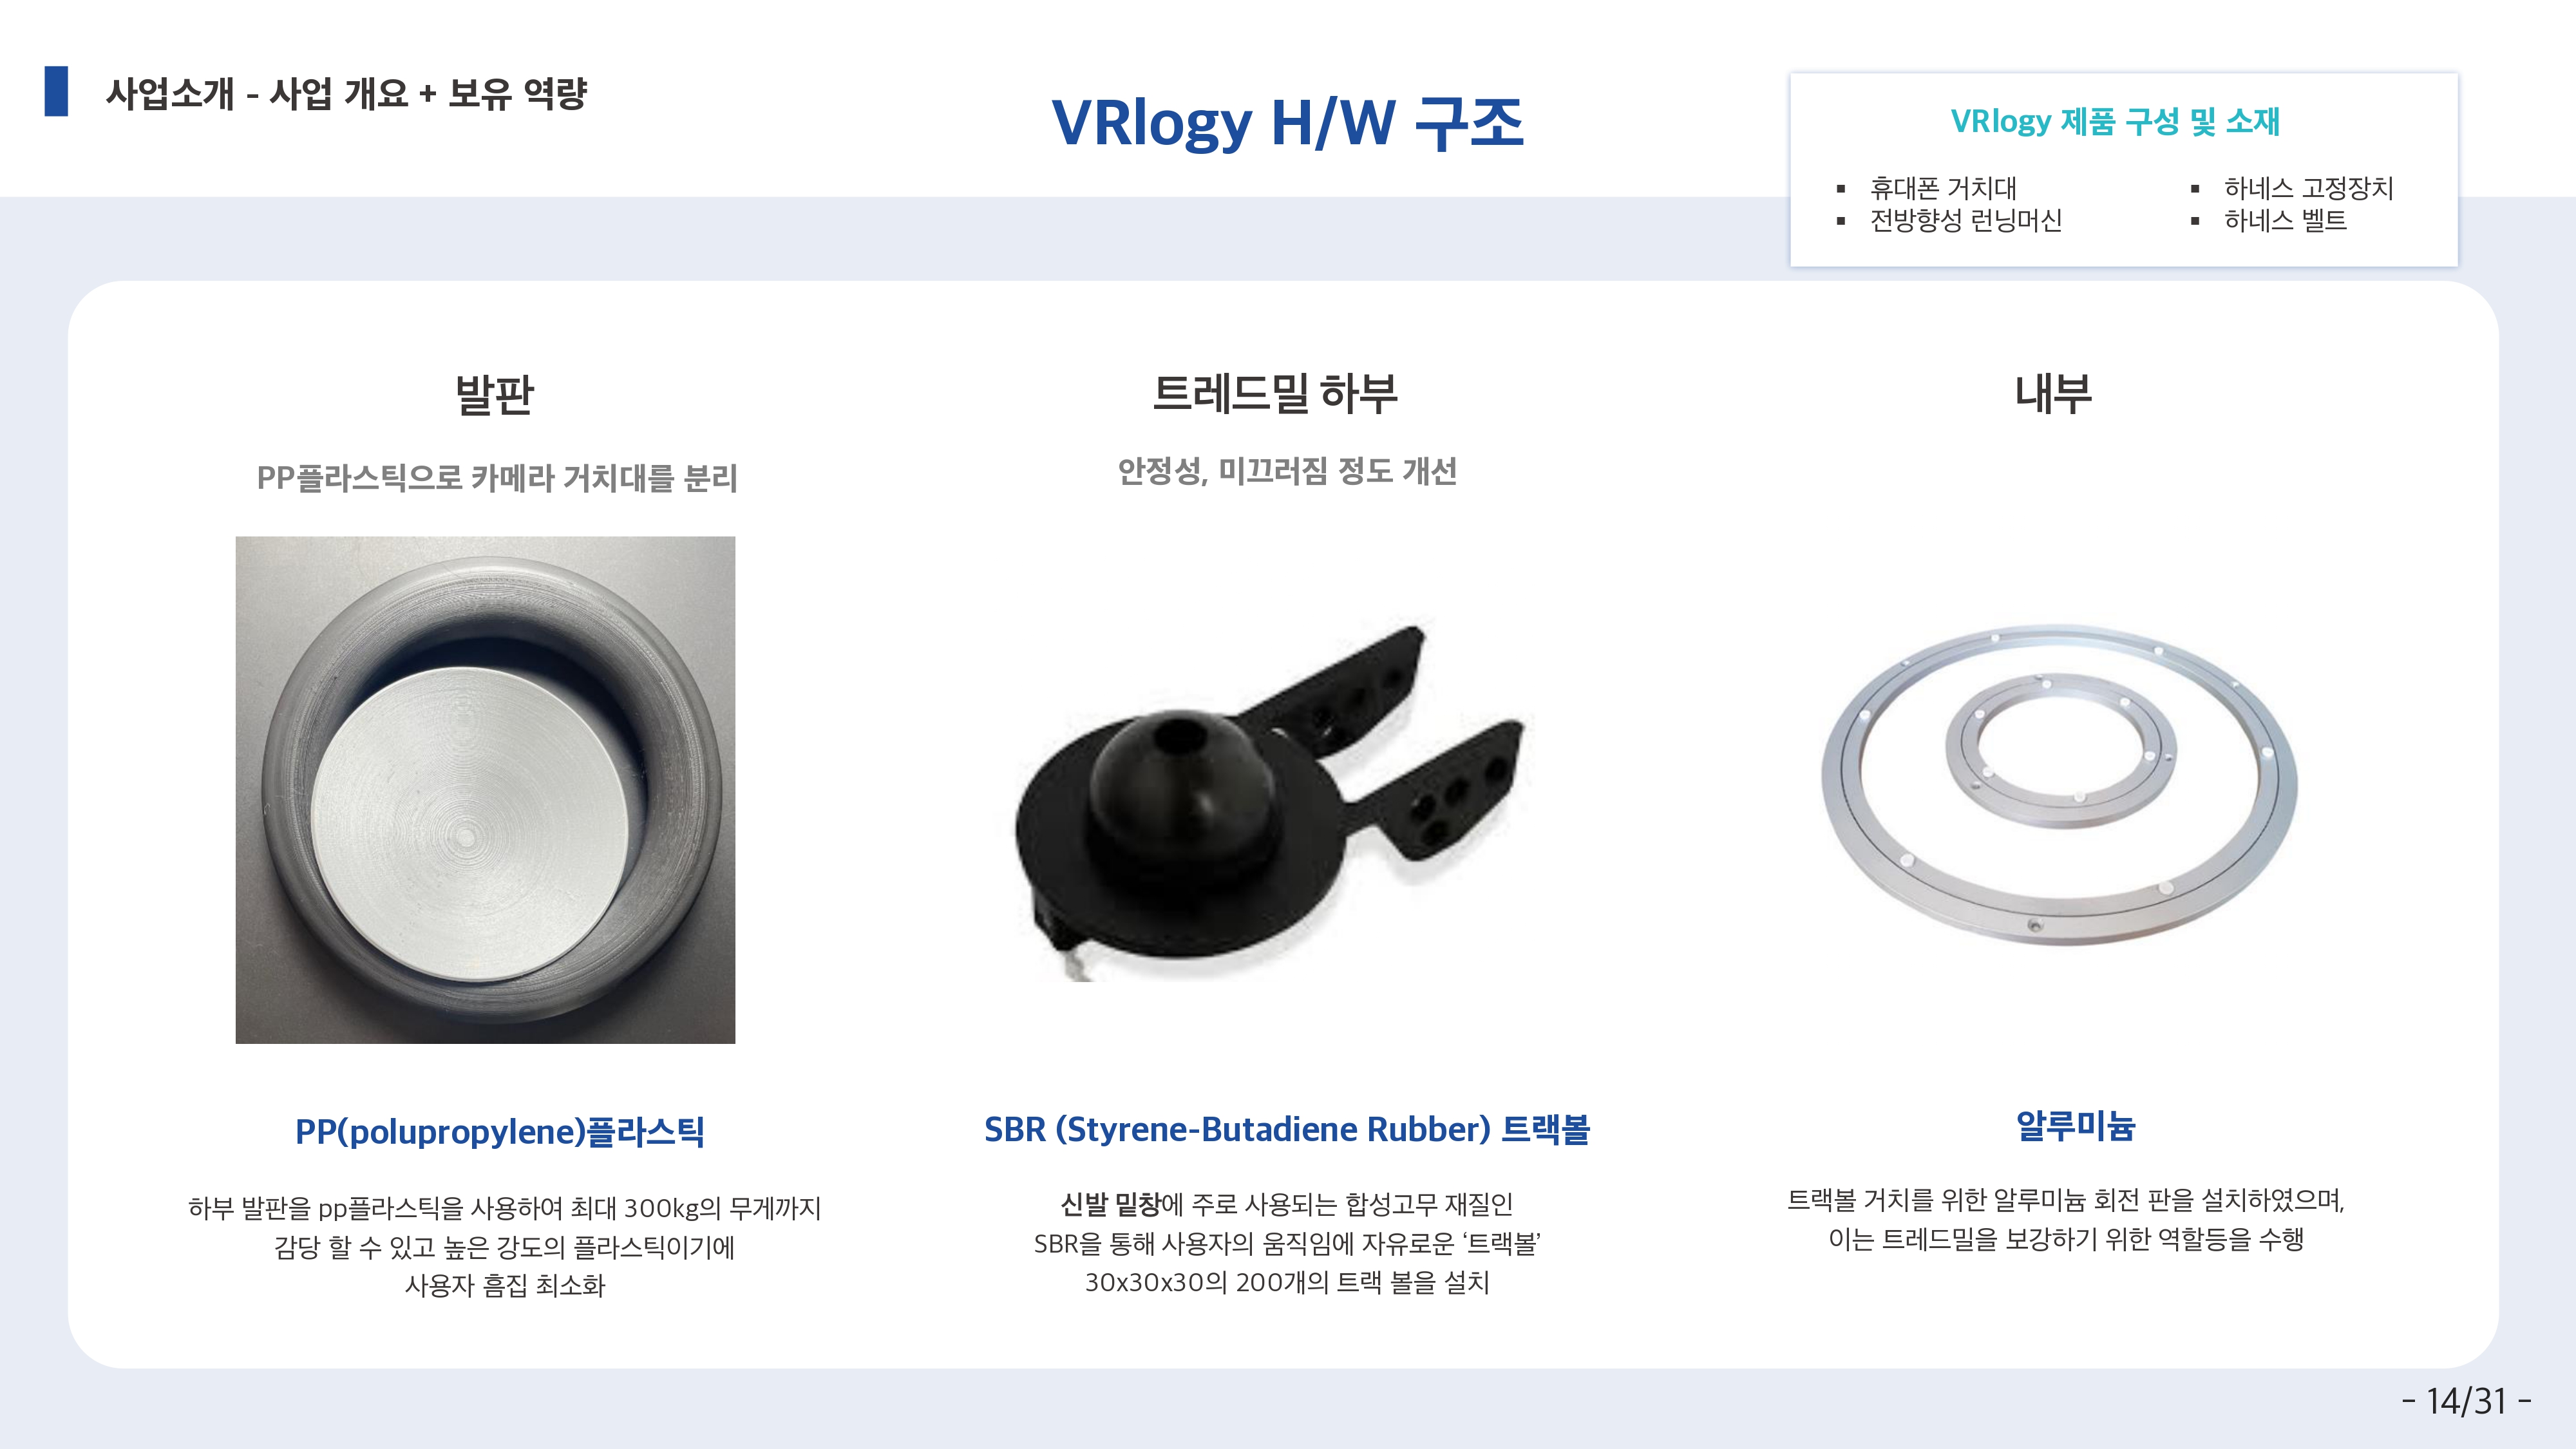 사업소개 - 사업 개요 + 보유 역량
VRlogy H/W 구조
VRlogy 제품 구성 및 소재
▪ 휴대폰 거치대
▪ 전방향성 런닝머신
▪ 하네스 고정장치
▪ 하네스 벨트
발판
PP플라스틱으로 카메라 거치대를 분리
PP(polupropylene)플라스틱
하부 발판을 pp플라스틱을 사용하여 최대 300kg의 무게까지
감당 할 수 있고 높은 강도의 플라스틱이기에
사용자 흠집 최소화
트레드밀 하부
안정성, 미끄러짐 정도 개선
SBR (Styrene-Butadiene Rubber) 트랙볼
신발 밑창에 주로 사용되는 합성고무 재질인
SBR을 통해 사용자의 움직임에 자유로운 ‘트랙볼’
30x30x30의 200개의 트랙 볼을 설치
내부
알루미늄
트랙볼 거치를 위한 알루미늄 회전 판을 설치하였으며,
이는 트레드밀을 보강하기 위한 역할등을 수행
- 14/31 -